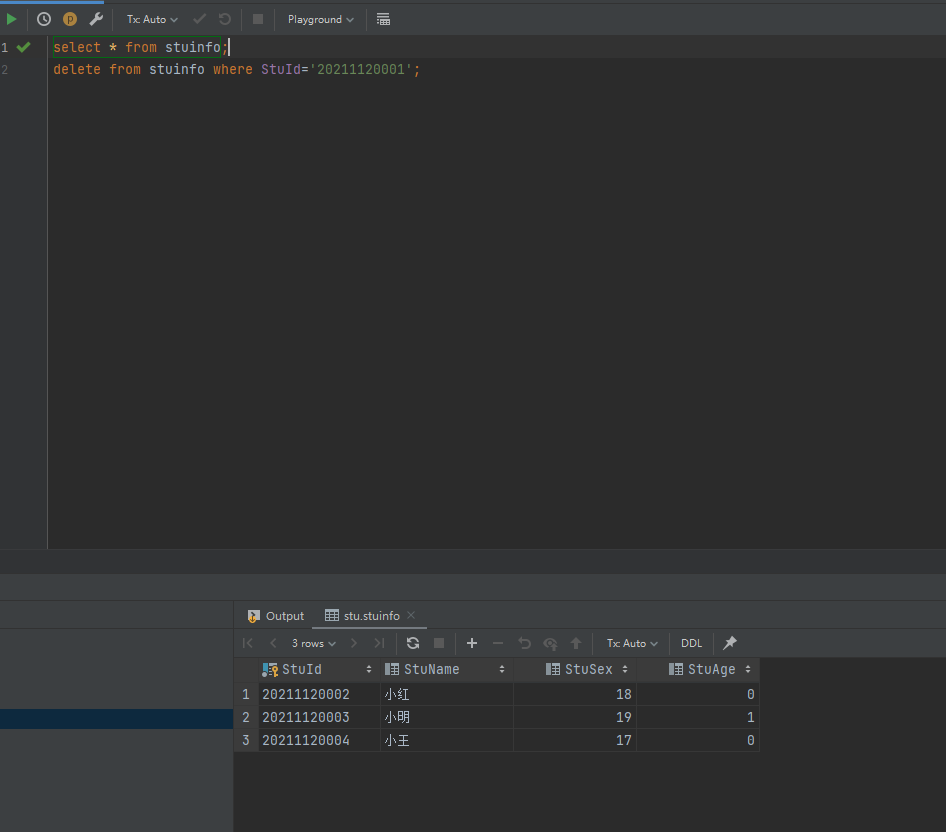 Tx: Auto Playground
1 select * from stuinfo;
2 delete from stuinfo where StuId='20211120001';
Output stu.stuinfo
3 rows Tx: Auto DDL
StuId StuName StuSex StuAge
1 20211120002 小红 18 0
2 20211120003 小明 19 1
3 20211120004 小王 17 0